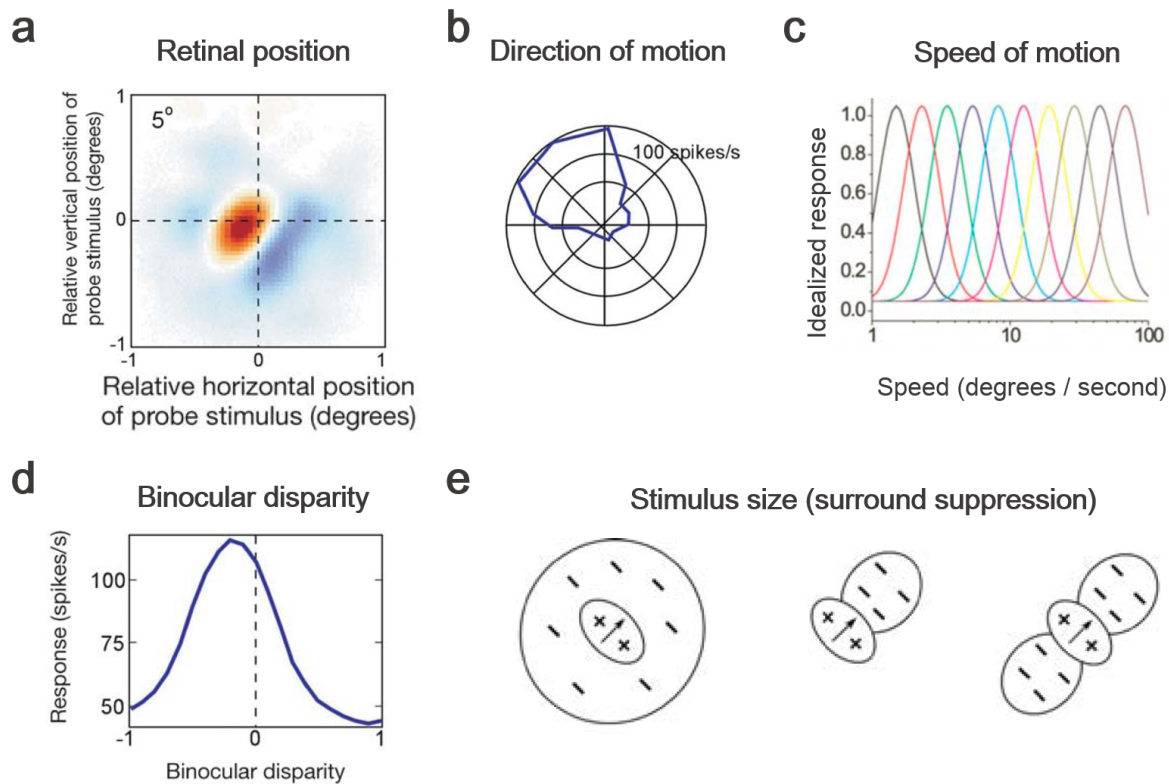 a
Retinal position
1
5°
0
-1
-1
0
1
Relative vertical position of
probe stimulus (degrees)
Relative horizontal position
of probe stimulus (degrees)
b
Direction of motion
100 spikes/s
c
Speed of motion
1.0
0.8
0.6
0.4
0.2
0.0
1
10
100
Idealized response
Speed (degrees / second)
d
Binocular disparity
100
75
50
-1
0
1
Response (spikes/s)
Binocular disparity
e
Stimulus size (surround suppression)